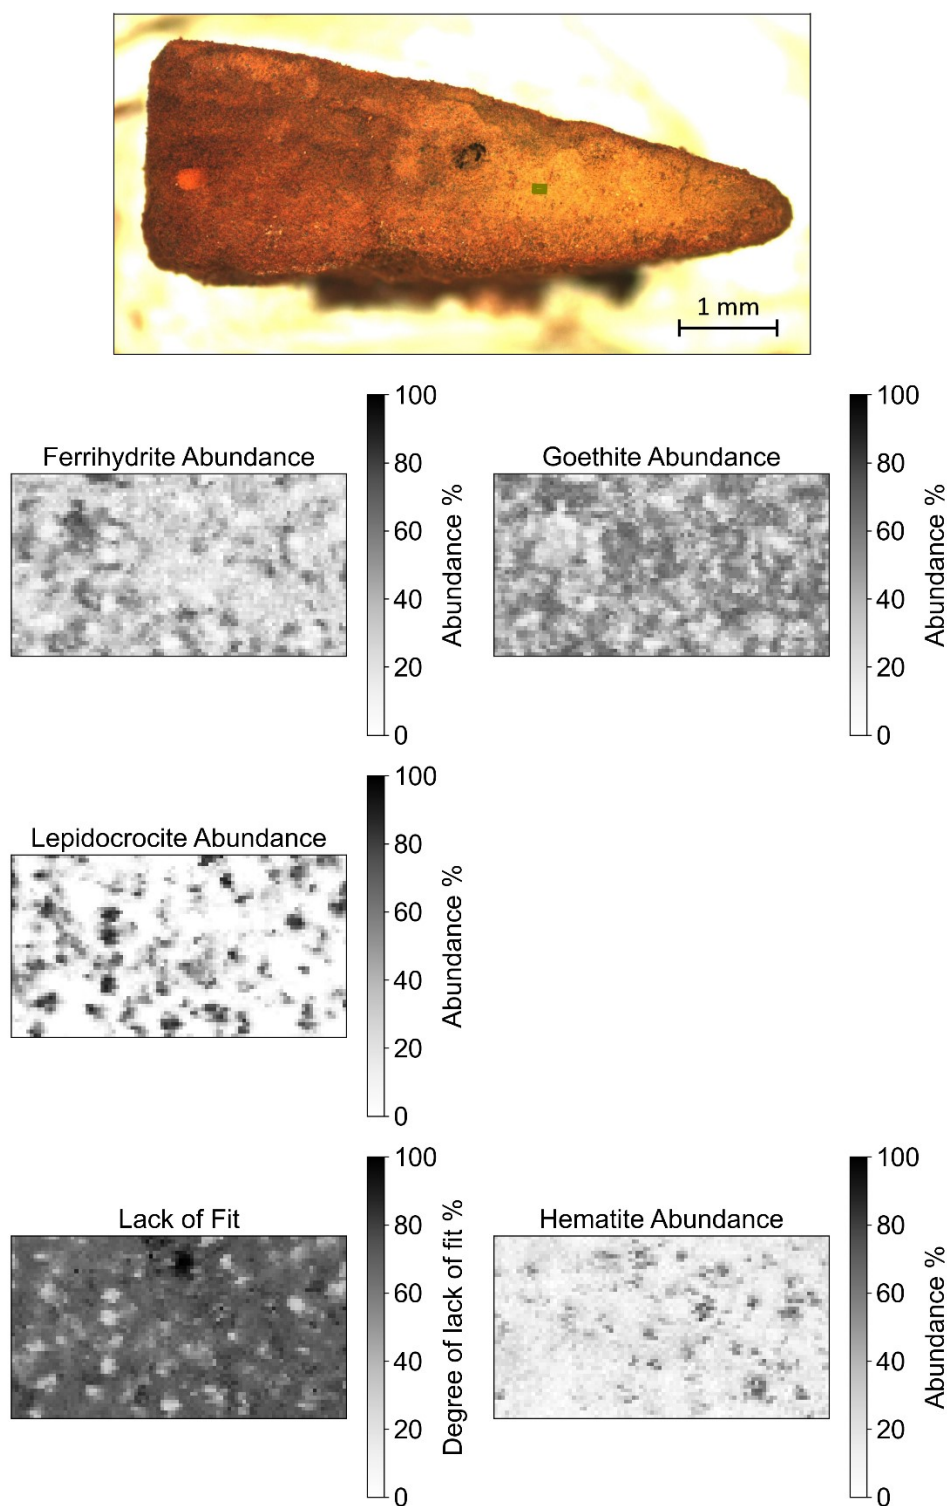 1 mm
Ferrihydrite Abundance
100
80
60
40
20
0
Abundance %
Goethite Abundance
100
80
60
40
20
0
Abundance %
Lepidocrocite Abundance
100
80
60
40
20
0
Abundance %
Lack of Fit
100
80
60
40
20
0
Degree of lack of fit %
Hematite Abundance
100
80
60
40
20
0
Abundance %